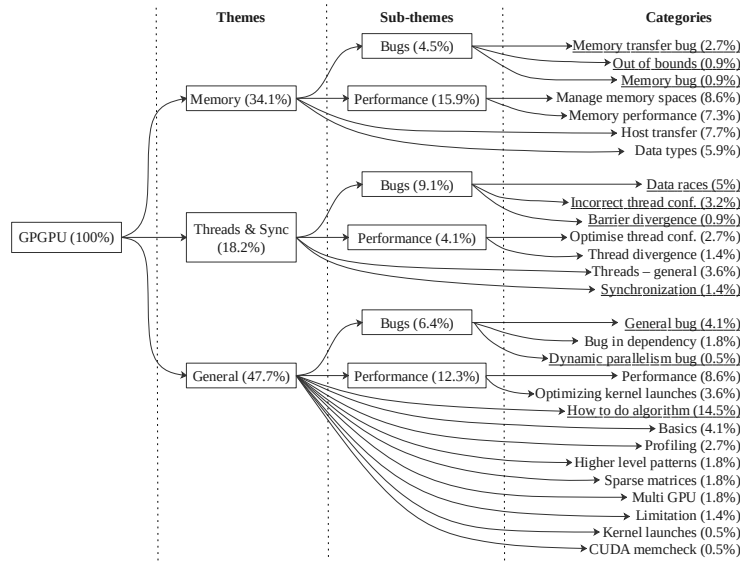 Themes Sub-themes Categories
Bugs (4.5%)
Memory transfer bug (2.7%)
Out of bounds (0.9%)
Memory bug (0.9%)
Memory (34.1%)
Performance (15.9%)
Manage memory spaces (8.6%)
Memory performance (7.3%)
Host transfer (7.7%)
Data types (5.9%)
Bugs (9.1%)
Data races (5%)
Incorrect thread conf. (3.2%)
Barrier divergence (0.9%)
GPGPU (100%)
Threads & Sync
(18.2%)
Performance (4.1%)
Optimise thread conf. (2.7%)
Thread divergence (1.4%)
Threads – general (3.6%)
Synchronization (1.4%)
Bugs (6.4%)
General bug (4.1%)
Bug in dependency (1.8%)
Dynamic parallelism bug (0.5%)
General (47.7%)
Performance (12.3%)
Performance (8.6%)
Optimizing kernel launches (3.6%)
How to do algorithm (14.5%)
Basics (4.1%)
Profiling (2.7%)
Higher level patterns (1.8%)
Sparse matrices (1.8%)
Multi GPU (1.8%)
Limitation (1.4%)
Kernel launches (0.5%)
CUDA memcheck (0.5%)